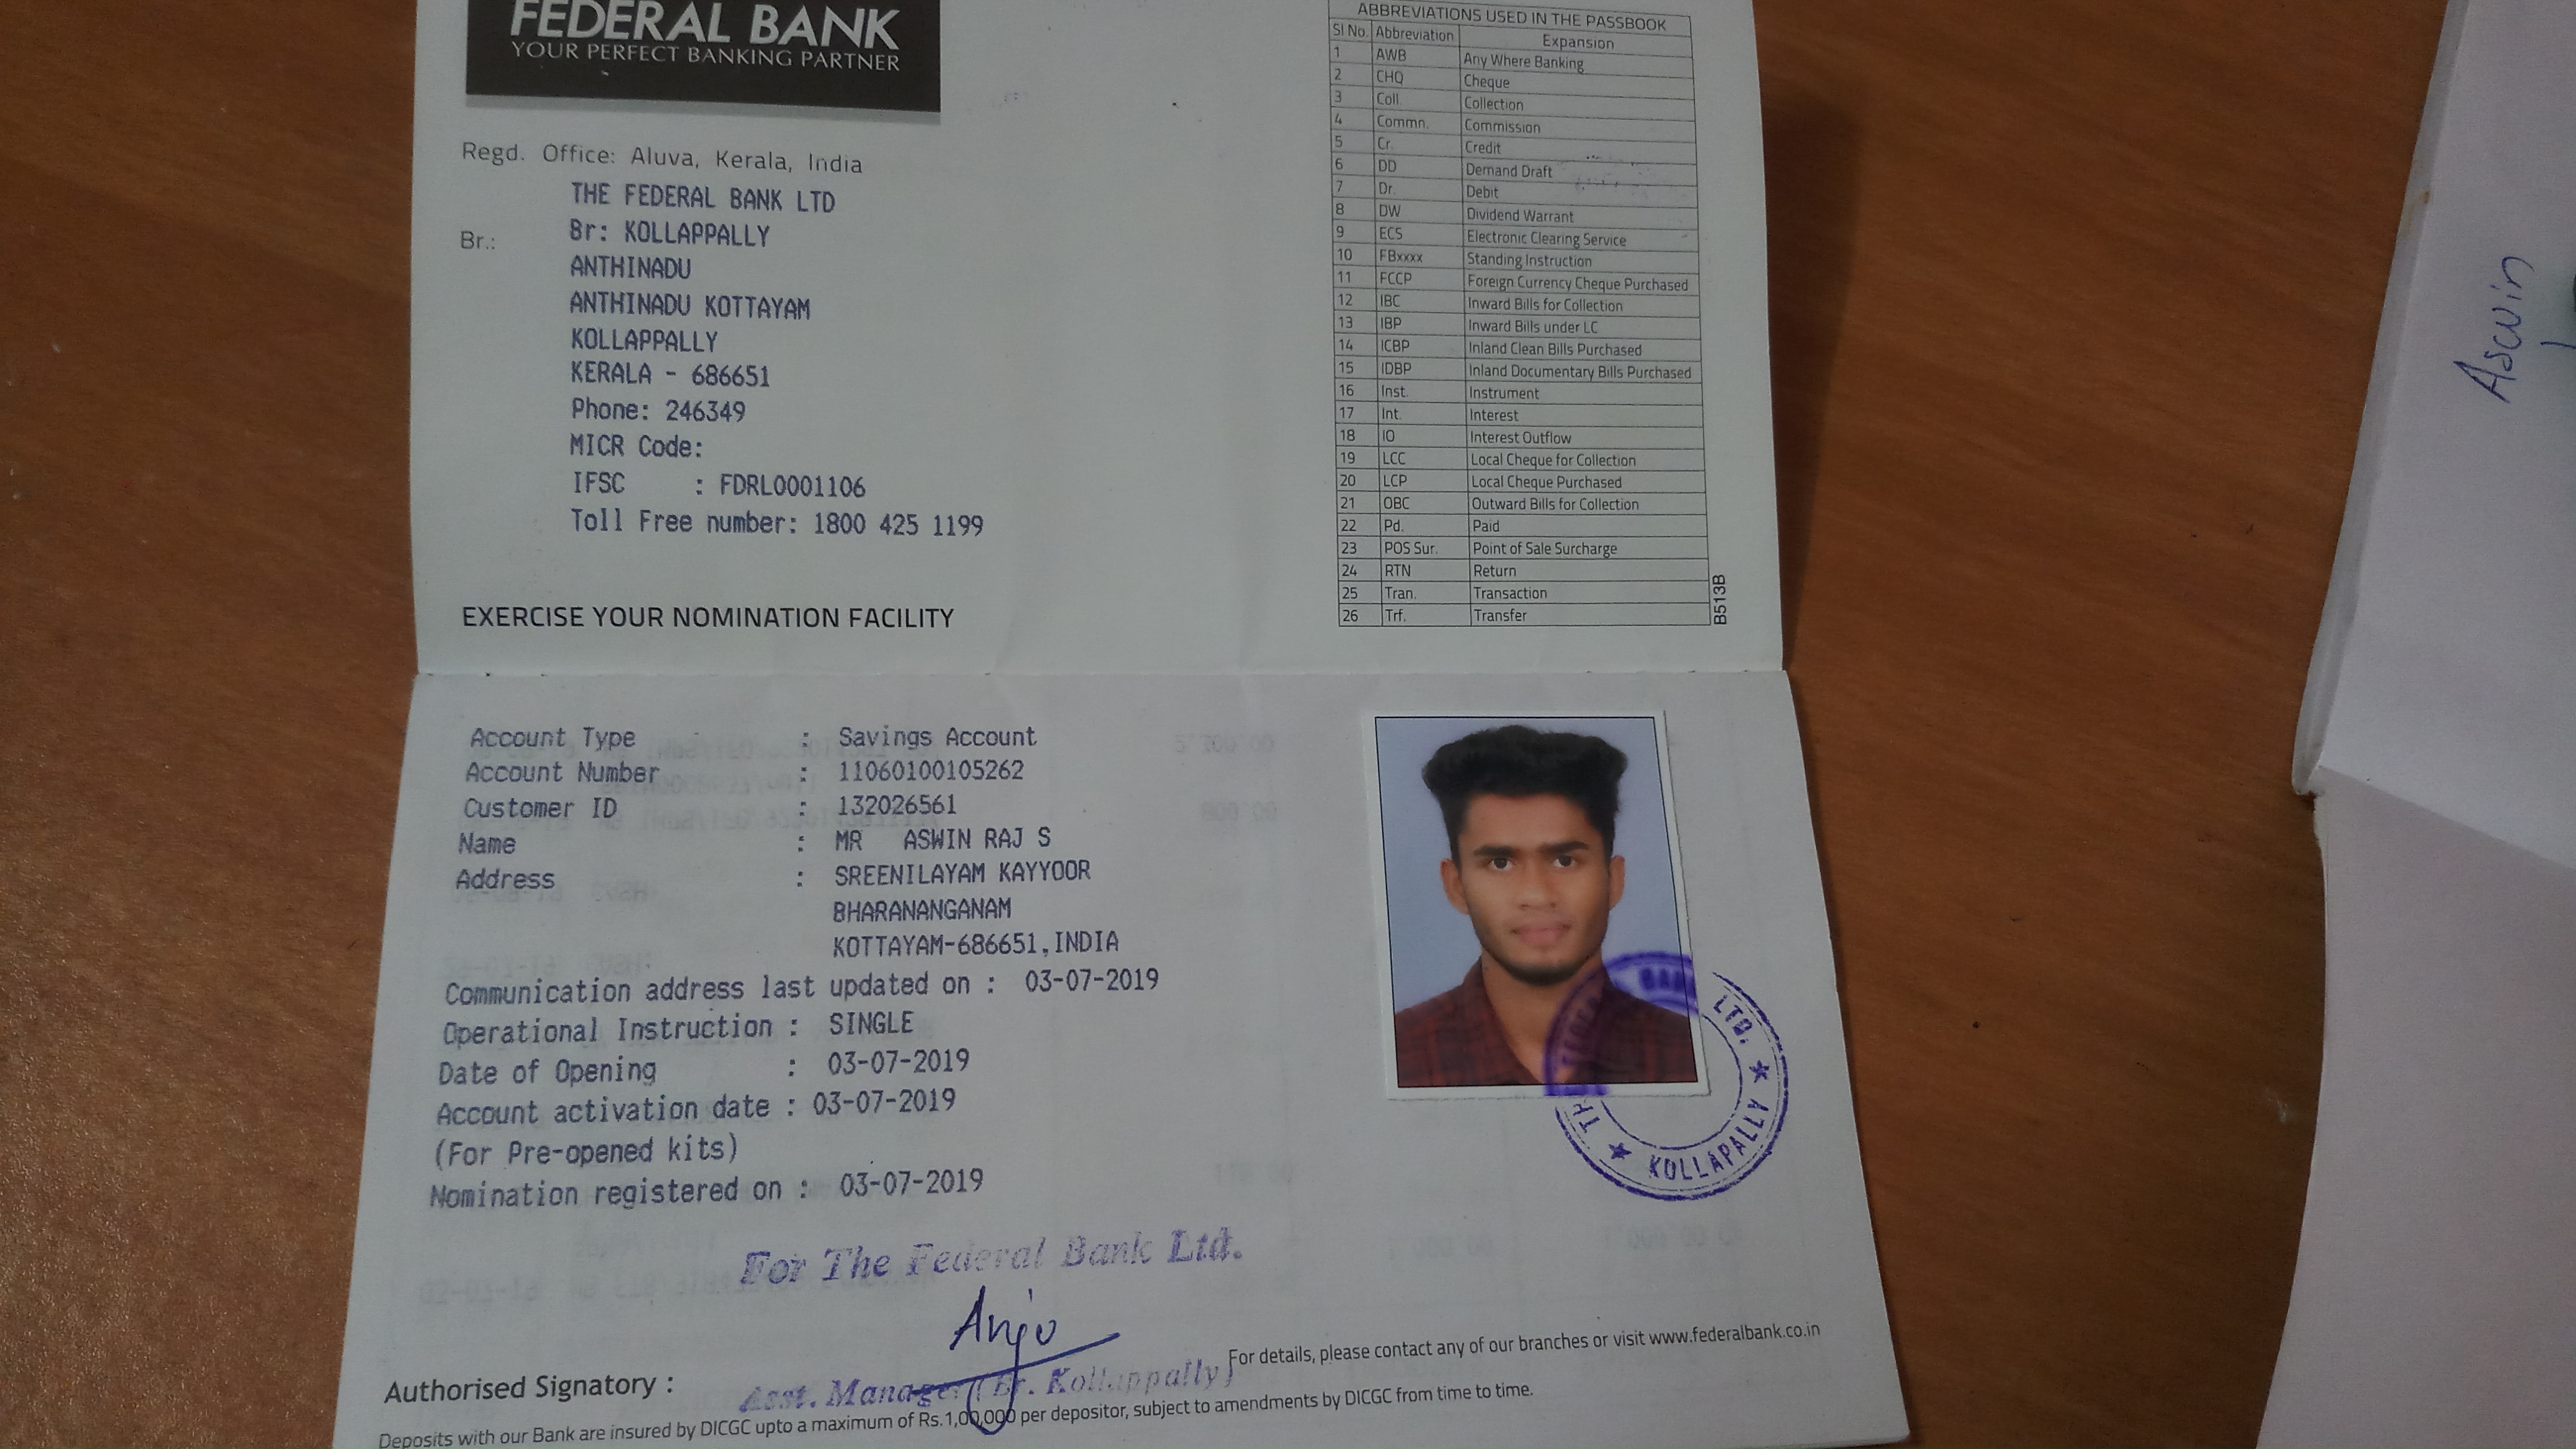 FEDERAL BANK
YOUR PERFECT BANKING PARTNER
Regd. Office: Aluva, Kerala, India
THE FEDERAL BANK LTD
Br.: Br: KOLLAPPALLY
ANTHINADU
ANTHINADU KOTTAYAM
KOLLAPPALLY
KERALA - 686651
Phone: 246349
MICR Code:
IFSC : FDRL0001106
Toll Free number: 1800 425 1199
EXERCISE YOUR NOMINATION FACILITY
ABBREVIATIONS USED IN THE PASSBOOK
Sl No. Abbreviation Expansion
1 AWB Any Where Banking
2 CHQ Cheque
3 Coll. Collection
4 Commn. Commission
5 Cr. Credit
6 DD Demand Draft
7 Dr. Debit
8 DW Dividend Warrant
9 ECS Electronic Clearing Service
10 FBxxxx Standing Instruction
11 FCCP Foreign Currency Cheque Purchased
12 IBC Inward Bills for Collection
13 IBP Inward Bills under LC
14 ICBP Inland Clean Bills Purchased
15 IDBP Inland Documentary Bills Purchased
16 Inst. Instrument
17 Int. Interest
18 IO Interest Outflow
19 LCC Local Cheque for Collection
20 LCP Local Cheque Purchased
21 OBC Outward Bills for Collection
22 Pd. Paid
23 POS Sur. Point of Sale Surcharge
24 RTN Return
25 Tran. Transaction
26 Trf. Transfer
B513B
Aswin
Account Type : Savings Account
Account Number : 11060100105262
Customer ID : 132026561
Name : MR ASWIN RAJ S
Address : SREENILAYAM KAYYOOR
BHARANANGANAM
KOTTAYAM-686651,INDIA
Communication address last updated on : 03-07-2019
Operational Instruction : SINGLE
Date of Opening : 03-07-2019
Account activation date : 03-07-2019
(For Pre-opened kits)
Nomination registered on : 03-07-2019
THE FEDERAL BANK LTD. ★ KOLLAPALLY ★
For The Federal Bank Ltd.
Anju
Authorised Signatory :
Asst. Manager (Br. Kollappally)
For details, please contact any of our branches or visit www.federalbank.co.in
Deposits with our Bank are insured by DICGC upto a maximum of Rs.1,00,000 per depositor, subject to amendments by DICGC from time to time.